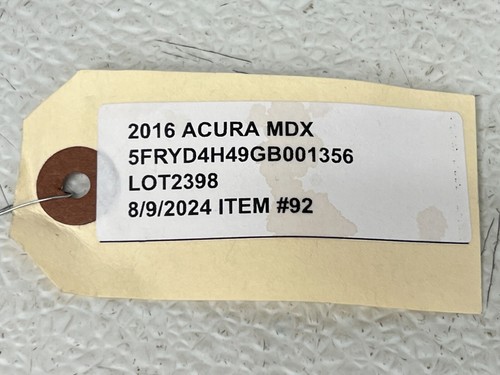 2016 ACURA MDX
5FRYD4H49GB001356
LOT2398
8/9/2024 ITEM #92